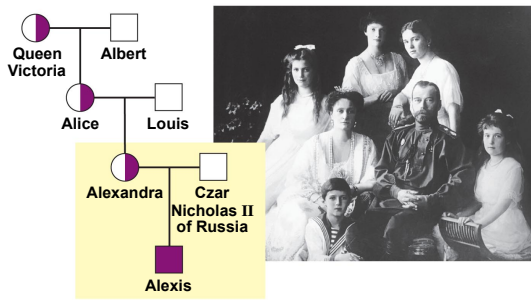 Queen
Victoria
Albert
Alice
Louis
Alexandra
Czar
Nicholas II
of Russia
Alexis